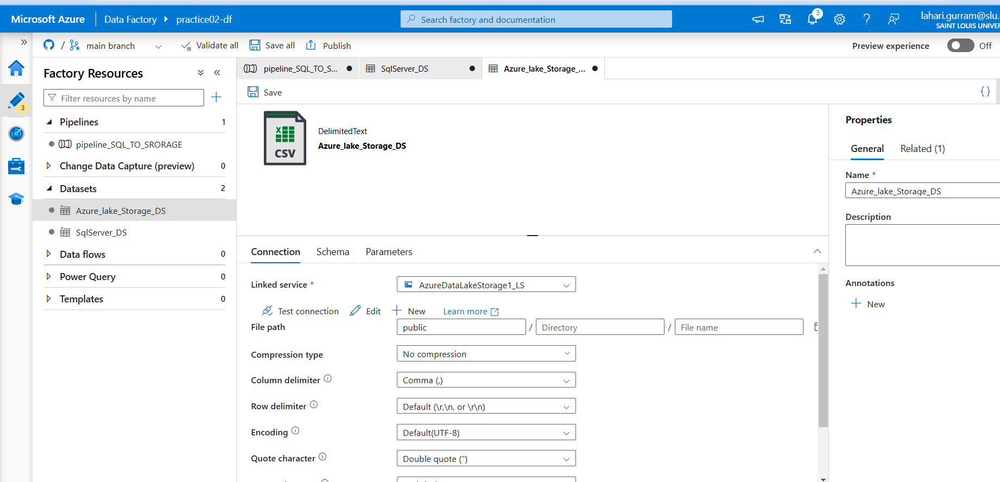 Microsoft Azure
Data Factory
practice02-df
Search factory and documentation
3
lahari.gurram@slu.
SAINT LOUIS UNIVER
/
main branch
Validate all
Save all
Publish
Preview experience
Off
3
Factory Resources
Filter resources by name
Pipelines 1
pipeline_SQL_TO_SRORAGE
Change Data Capture (preview) 0
Datasets 2
Azure_lake_Storage_DS
SqlServer_DS
Data flows 0
Power Query 0
Templates 0
pipeline_SQL_TO_S...
SqlServer_DS
Azure_lake_Storage_...
Save
{}
X
CSV
DelimitedText
Azure_lake_Storage_DS
Connection
Schema
Parameters
Linked service *
AzureDataLakeStorage1_LS
Test connection
Edit
New
Learn more
File path
public / Directory / File name
Compression type
No compression
Column delimiter
Comma (,)
Row delimiter
Default (\r,\n, or \r\n)
Encoding
Default(UTF-8)
Quote character
Double quote (")
Properties
General
Related (1)
Name *
Azure_lake_Storage_DS
Description
Annotations
New